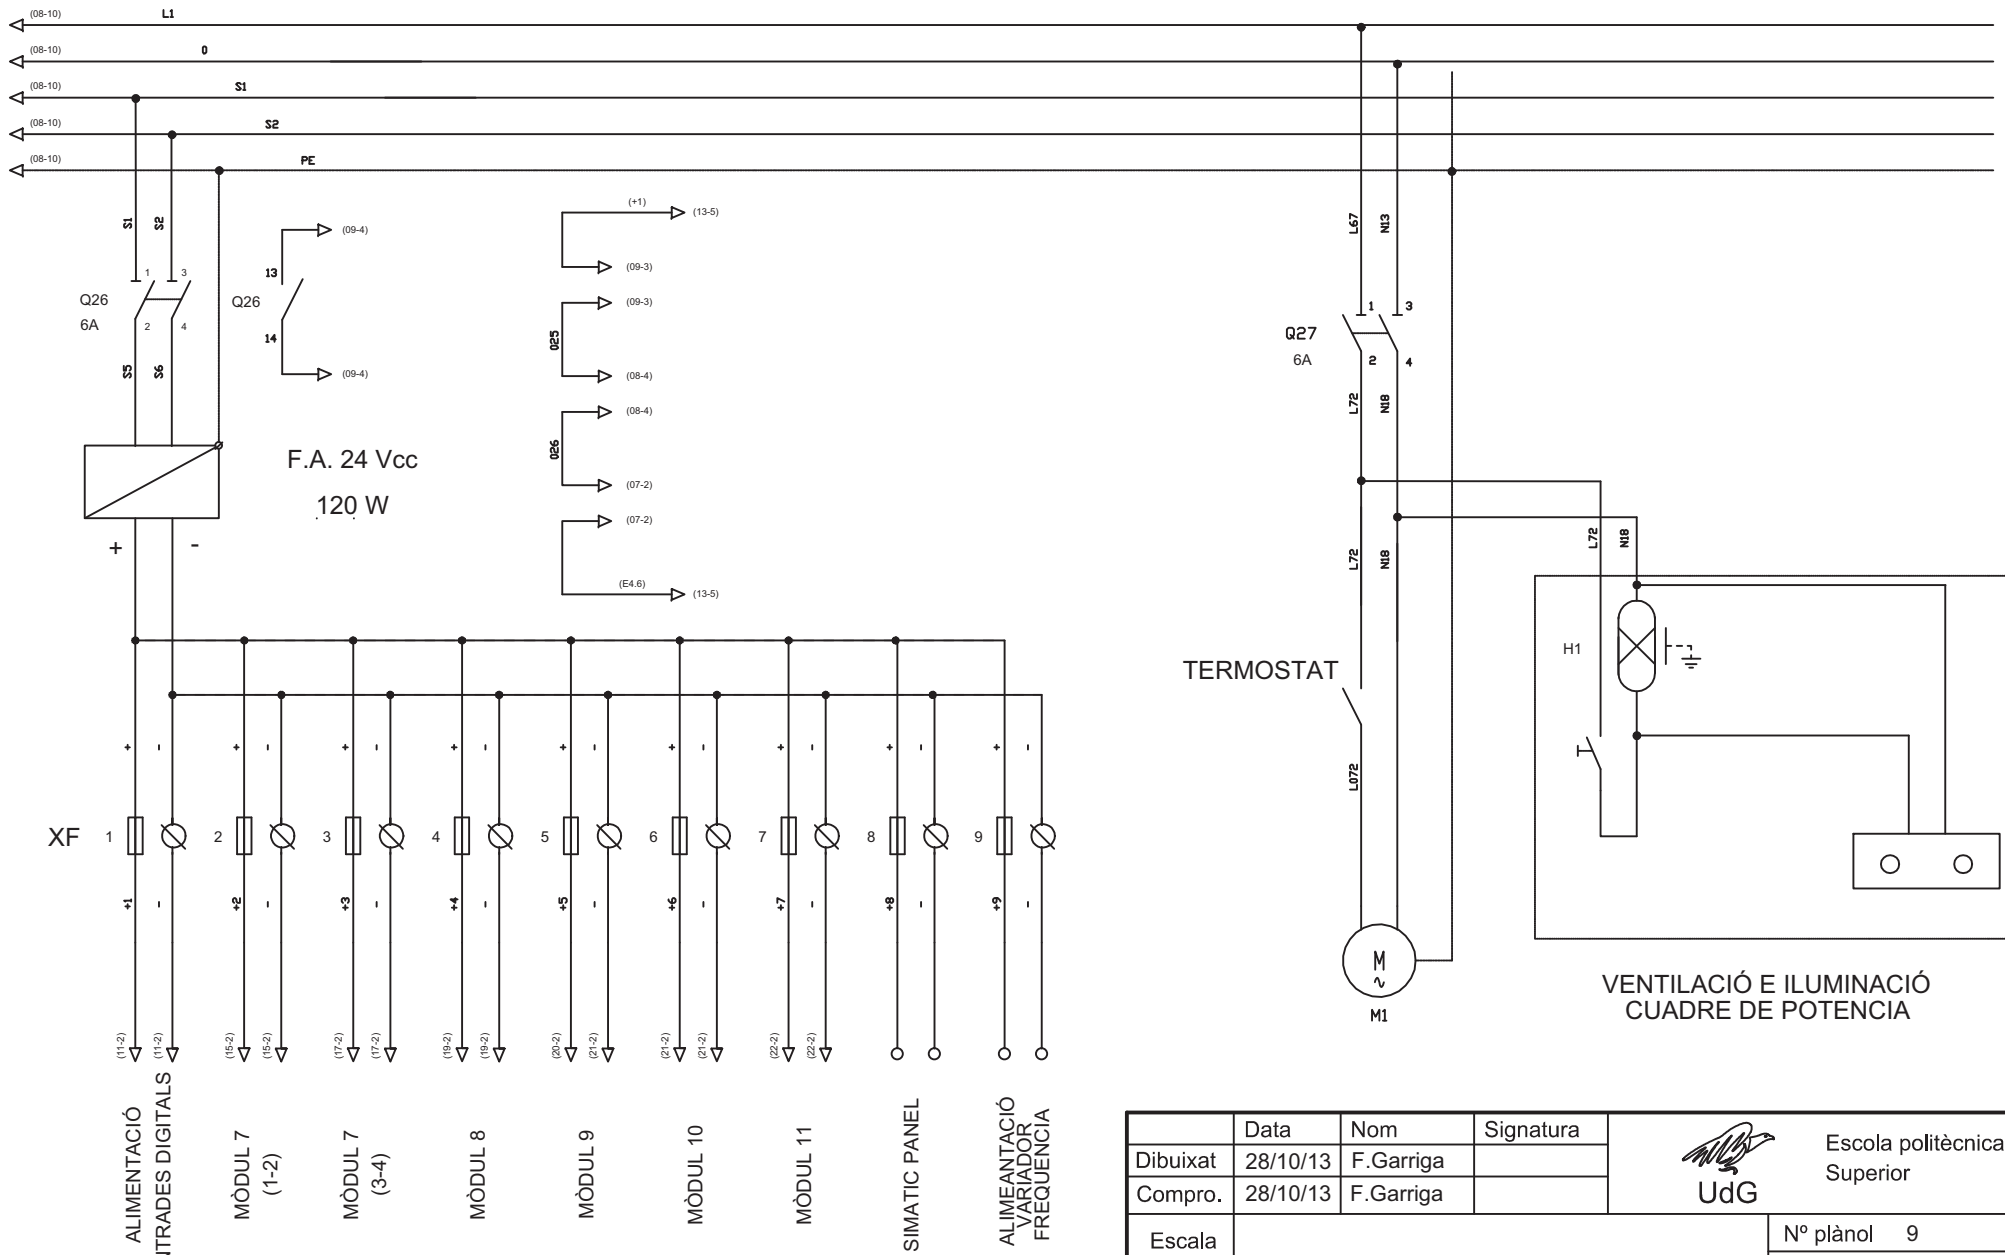 (08-10) L1
(08-10) 0
(08-10) S1
(08-10) S2
(08-10) PE
S1 S2
(+1) (13-5)
L67 N13
(09-4)
(09-3)
13
1 3
Q26 Q26
(09-3)
1 3
6A 2 4
025
Q27
14
6A 2 4
S5 S6
(09-4)
(08-4)
L72 N18
(08-4)
026
F.A. 24 Vcc
120 W
(07-2)
(07-2)
+ -
L72 N18
L72 N18
(E4.6) (13-5)
H1
TERMOSTAT
+ - + - + - + - + - + - + - + - + -
L072
XF 1 2 3 4 5 6 7 8 9
+1 - +2 - +3 - +4 - +5 - +6 - +7 - +8 - +9 -
M
~
M1
VENTILACIÓ E ILUMINACIÓ
CUADRE DE POTENCIA
(11-2) (11-2) (15-2) (15-2) (17-2) (17-2) (19-2) (19-2) (20-2) (21-2) (21-2) (21-2) (22-2) (22-2)
ALIMENTACIÓ
NTRADES DIGITALS
MÒDUL 7
(1-2)
MÒDUL 7
(3-4)
MÒDUL 8
MÒDUL 9
MÒDUL 10
MÒDUL 11
SIMATIC PANEL
ALIMEANTACIÓ
VARIADOR
FREQUENCIA
Data Nom Signatura
Dibuixat 28/10/13 F.Garriga
Compro. 28/10/13 F.Garriga
UdG
Escola politècnica
Superior
Escala
Nº plànol 9